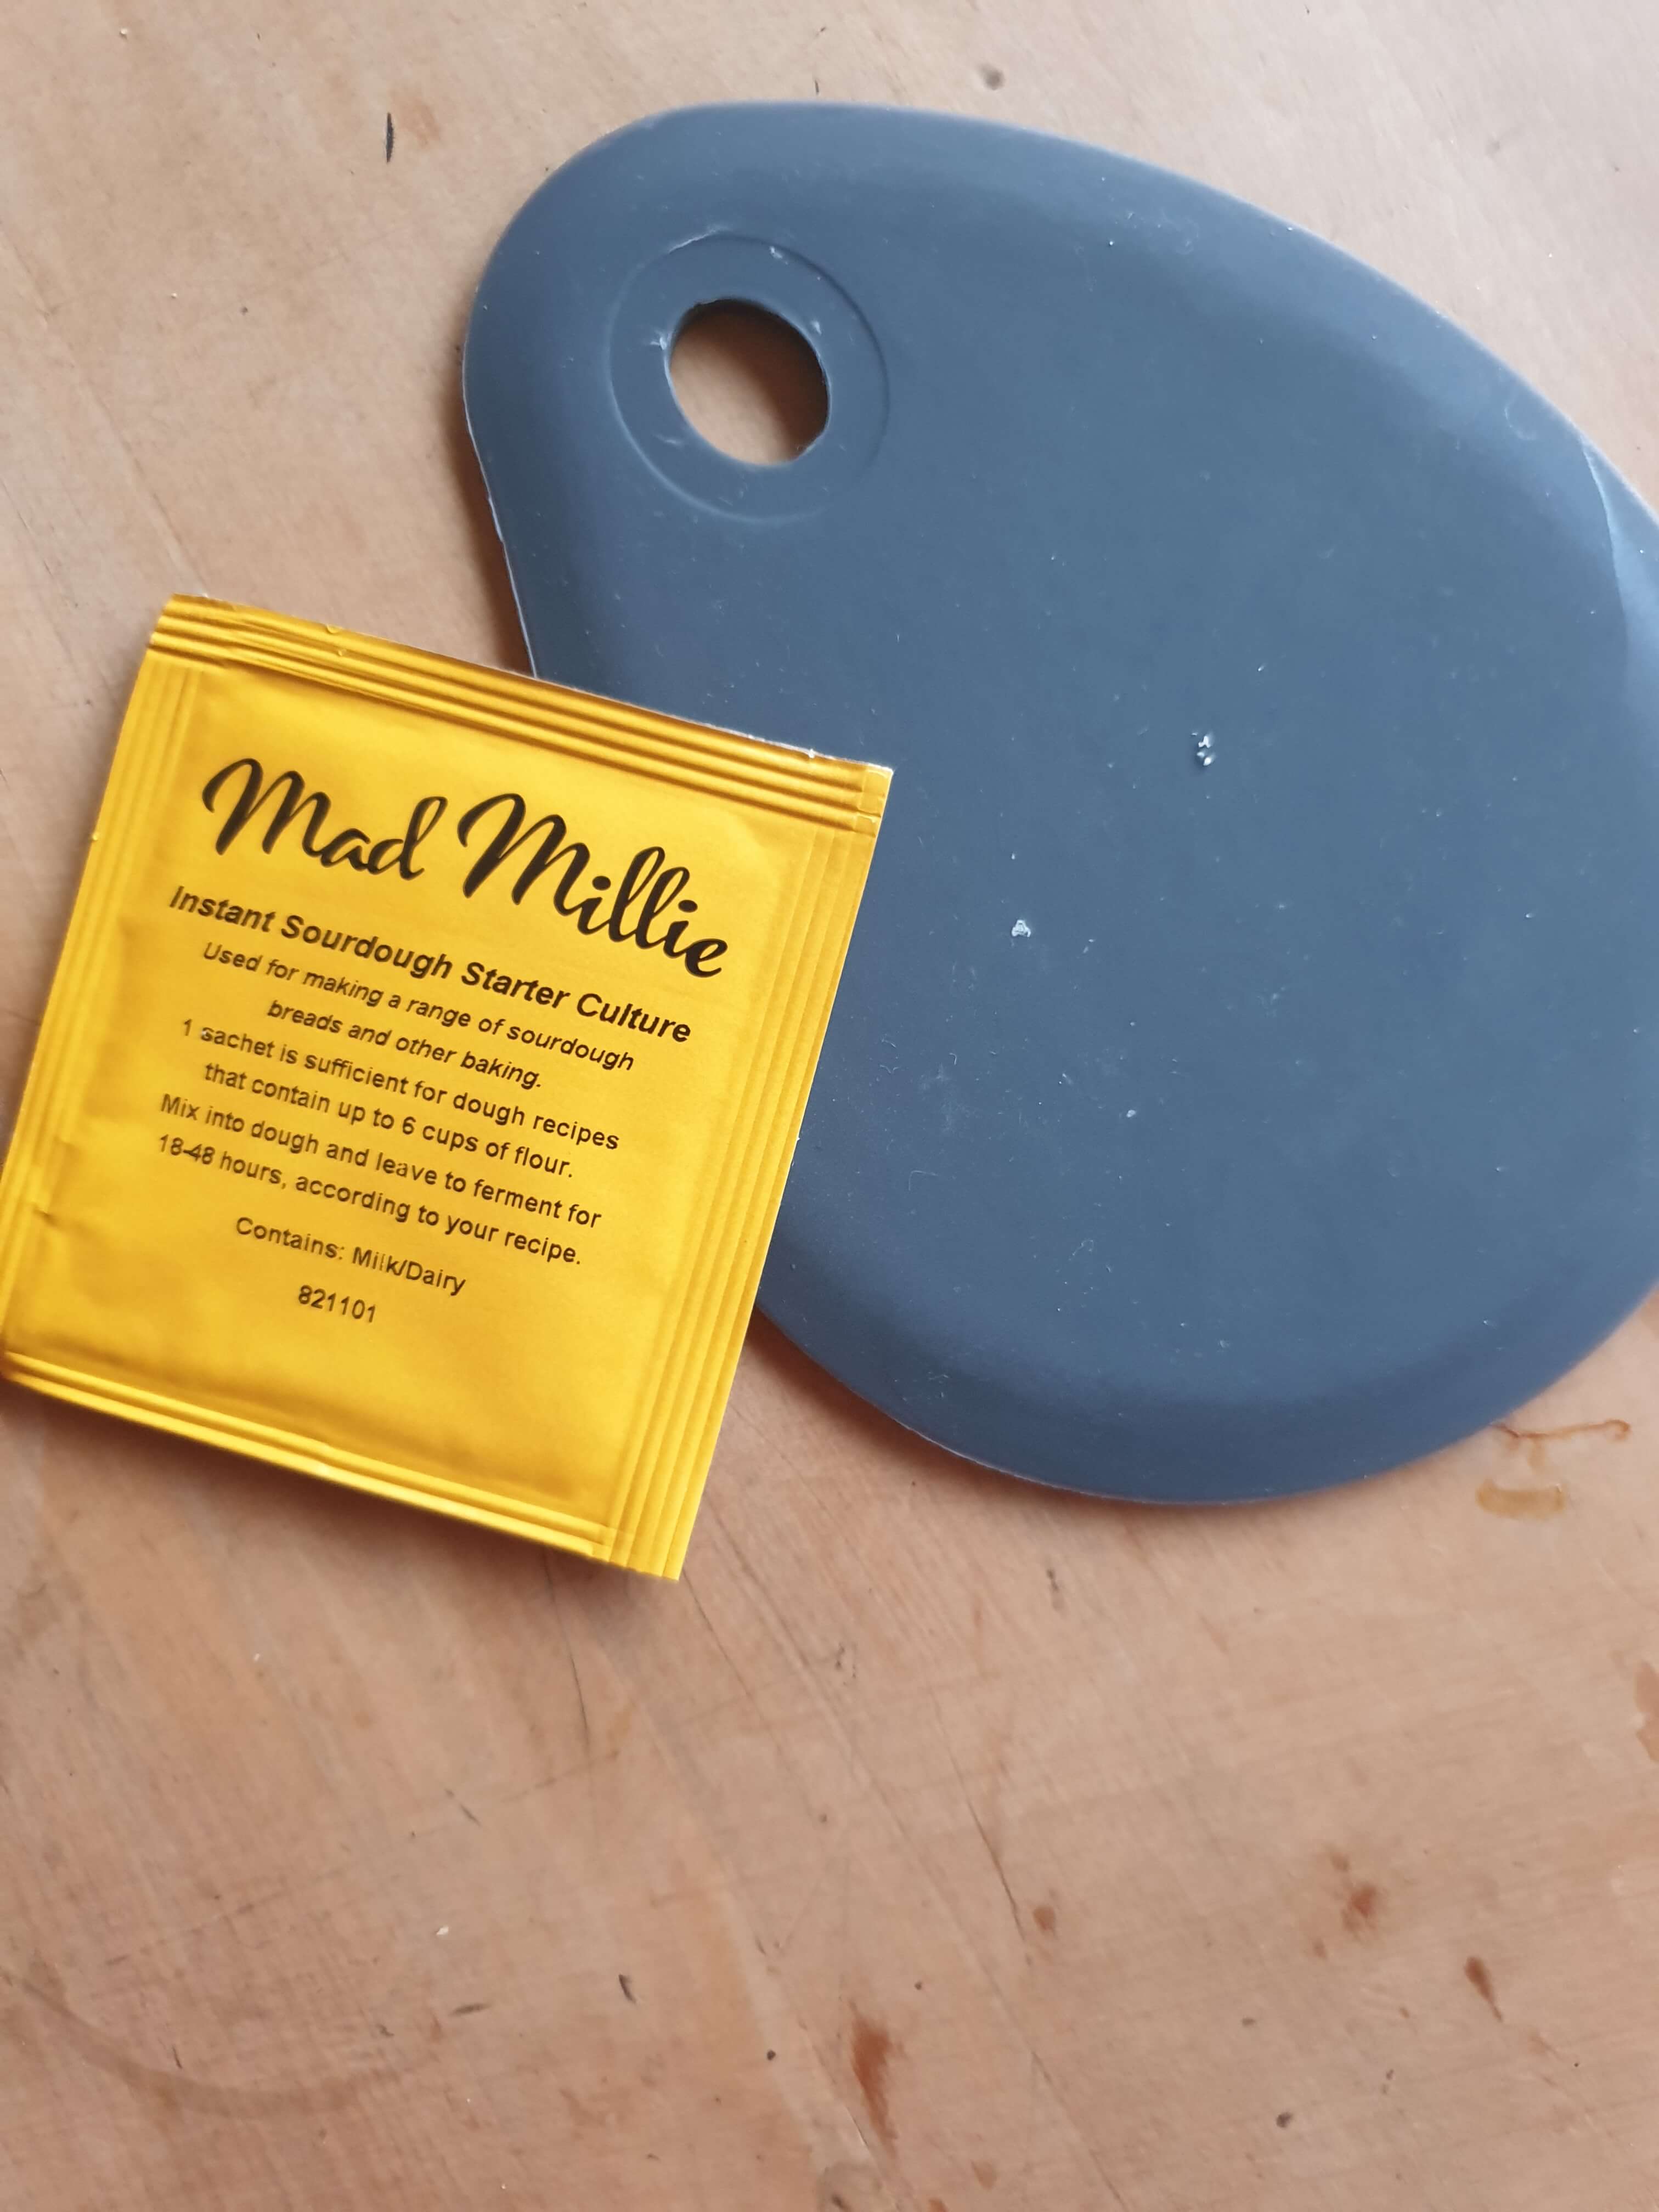 Mad Millie
Instant Sourdough Starter Culture
Used for making a range of sourdough
breads and other baking.
1 sachet is sufficient for dough recipes
that contain up to 6 cups of flour.
Mix into dough and leave to ferment for
18-48 hours, according to your recipe.
Contains: Milk/Dairy
821101